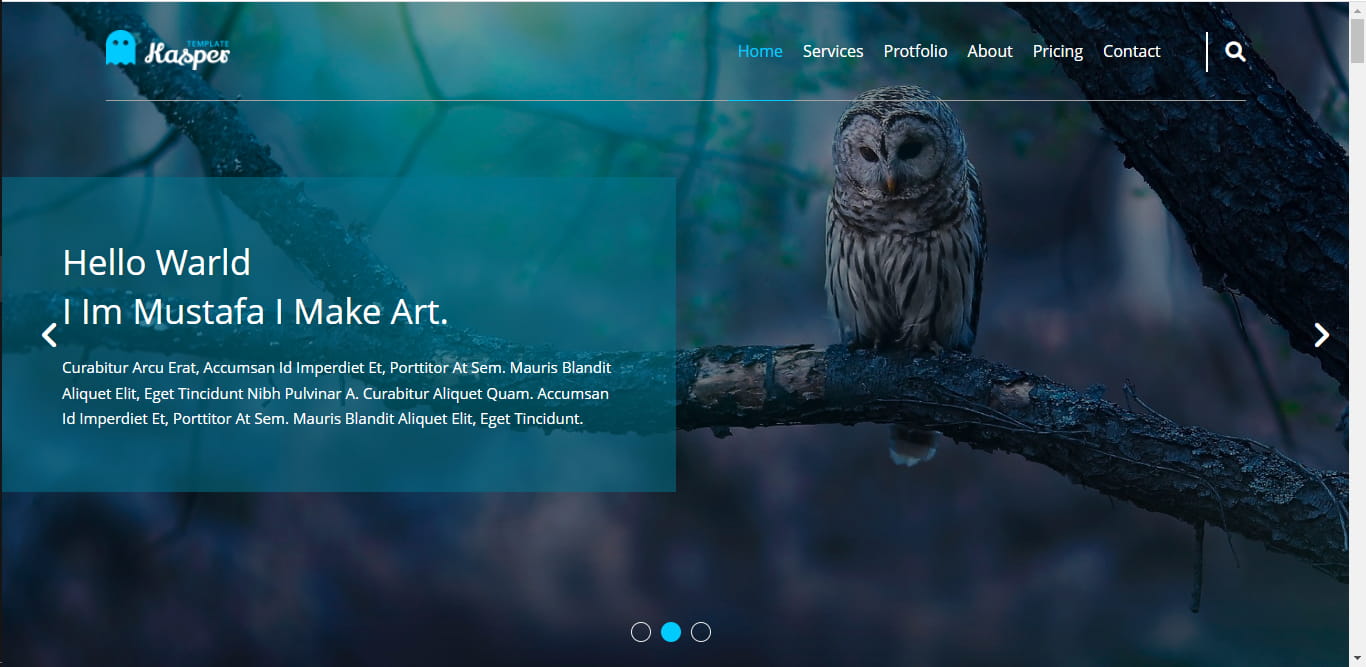 TEMPLATE
Kasper
Home Services Protfolio About Pricing Contact
Hello Warld
I Im Mustafa I Make Art.
Curabitur Arcu Erat, Accumsan Id Imperdiet Et, Porttitor At Sem. Mauris Blandit
Aliquet Elit, Eget Tincidunt Nibh Pulvinar A. Curabitur Aliquet Quam. Accumsan
Id Imperdiet Et, Porttitor At Sem. Mauris Blandit Aliquet Elit, Eget Tincidunt.